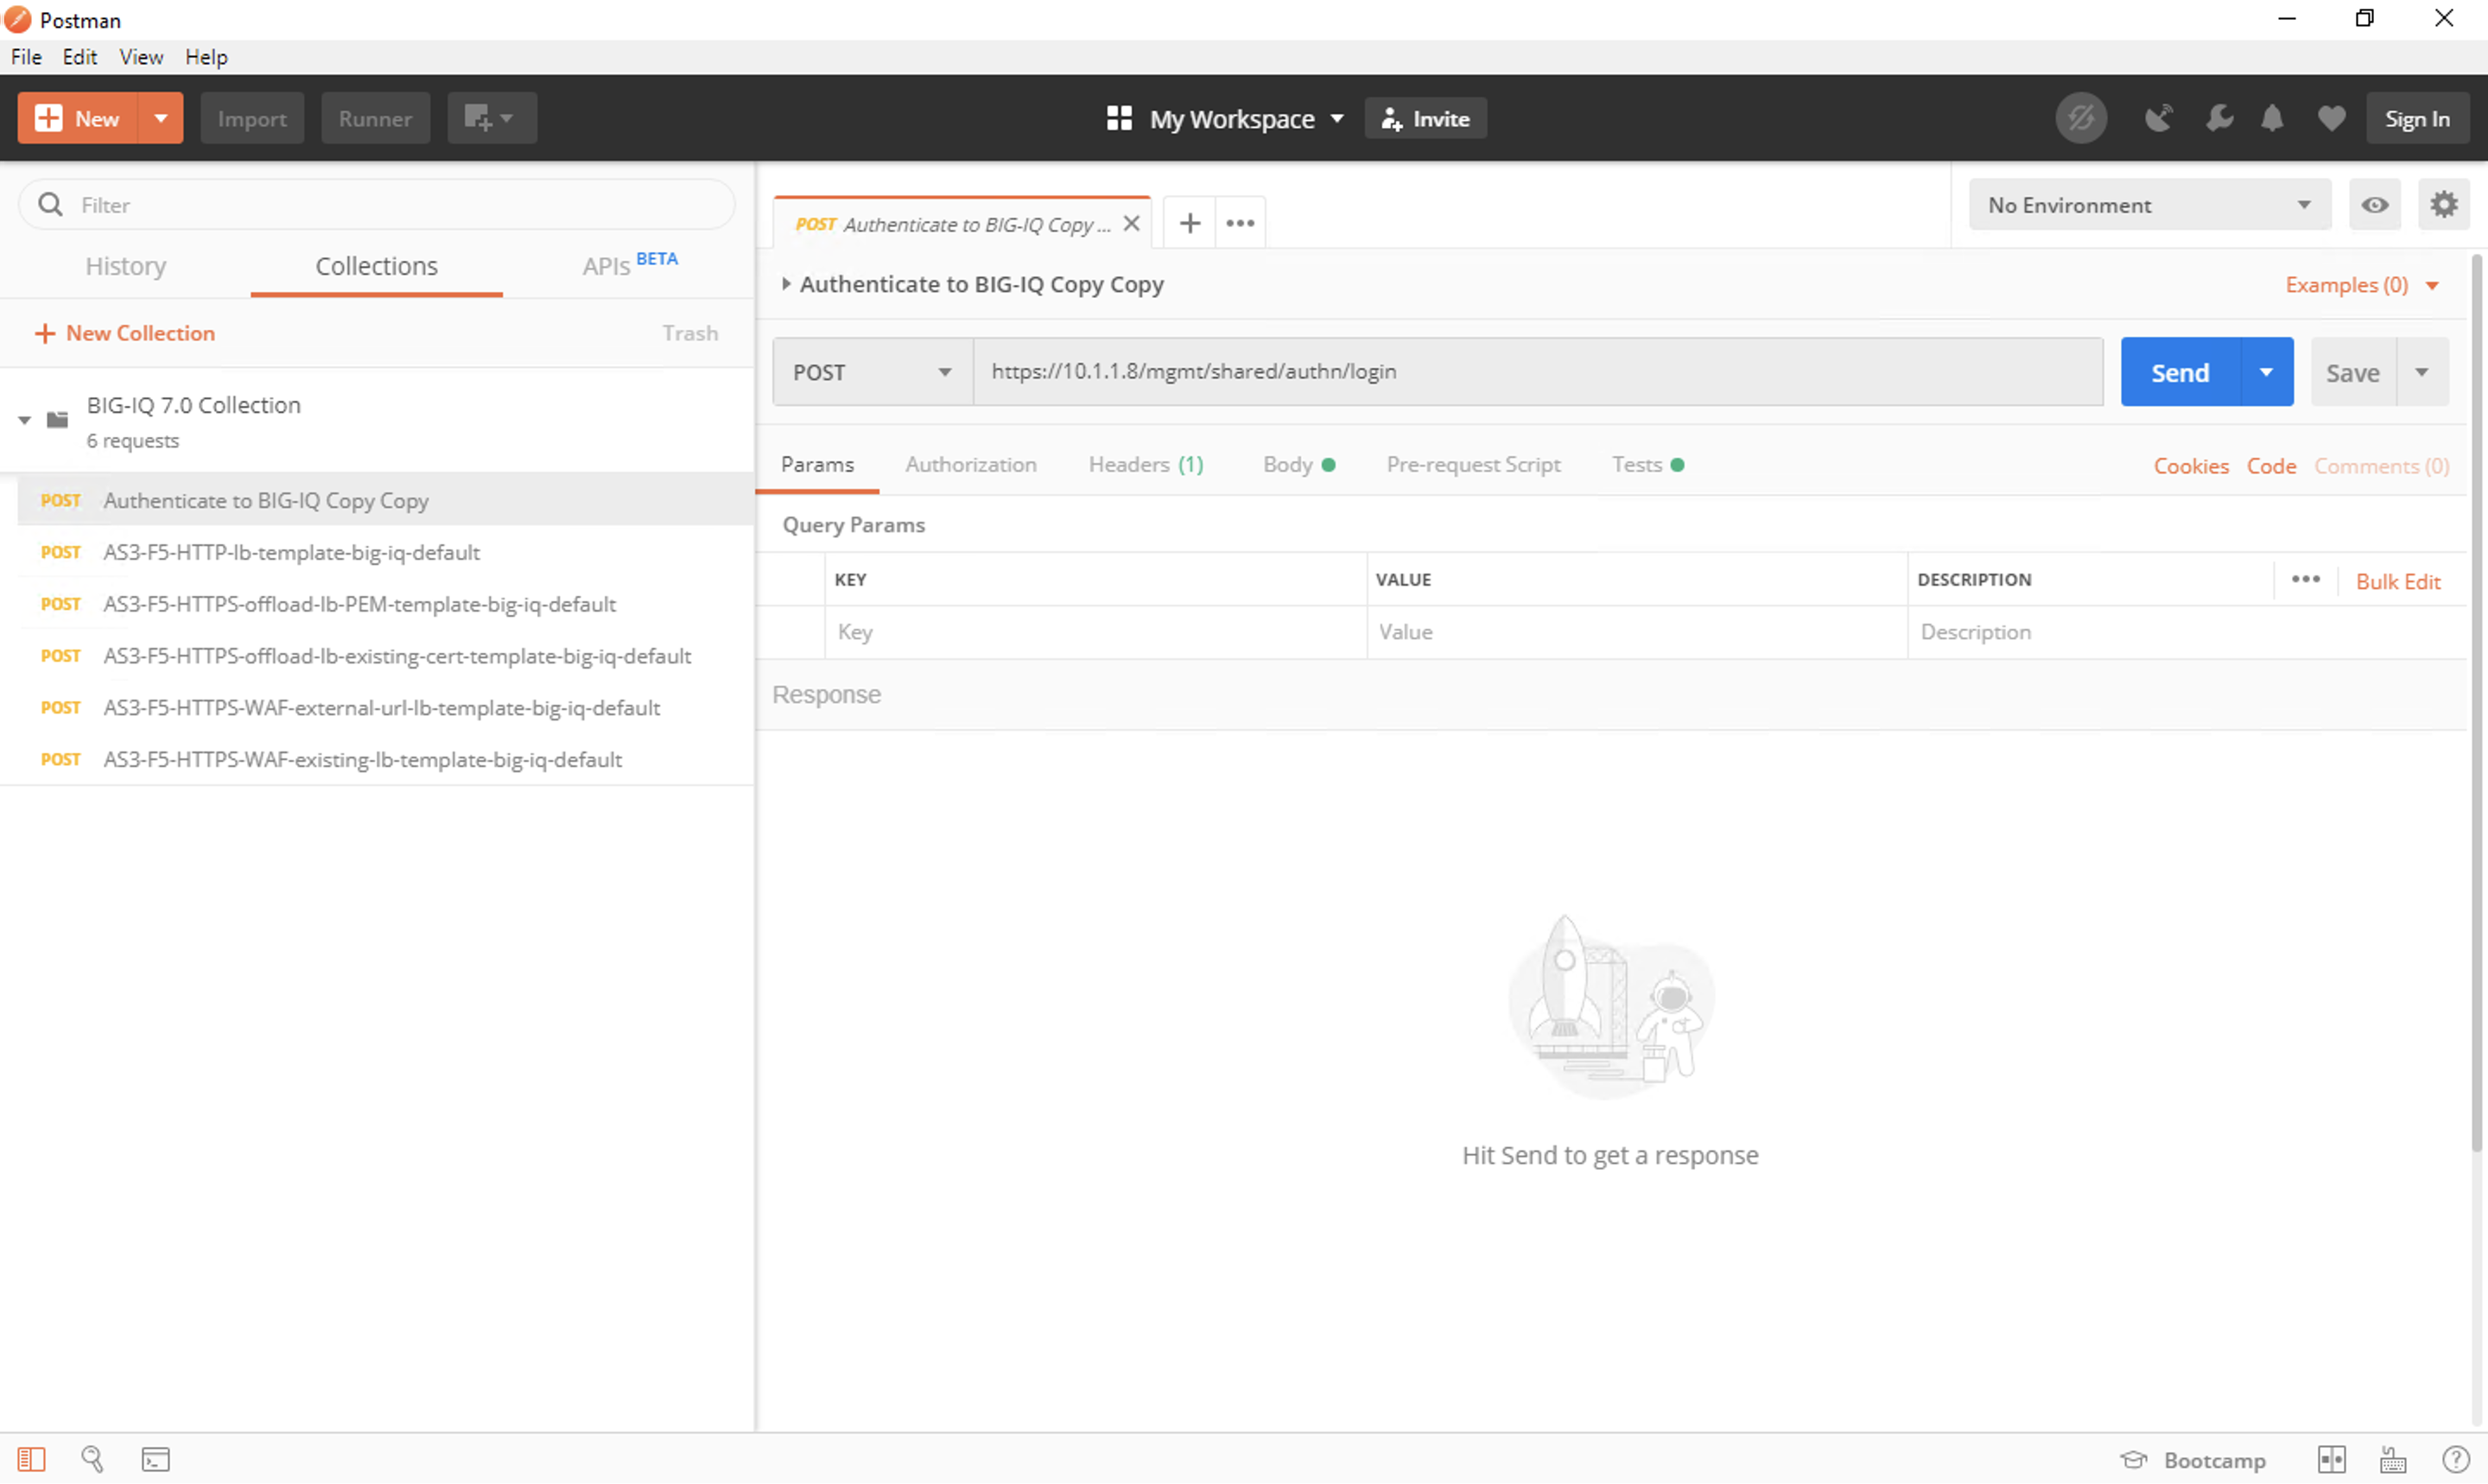 Postman
File Edit View Help
New Import Runner My Workspace Invite Sign In
Filter
History Collections APIs BETA
New Collection Trash
BIG-IQ 7.0 Collection
6 requests
POST Authenticate to BIG-IQ Copy Copy
POST AS3-F5-HTTP-lb-template-big-iq-default
POST AS3-F5-HTTPS-offload-lb-PEM-template-big-iq-default
POST AS3-F5-HTTPS-offload-lb-existing-cert-template-big-iq-default
POST AS3-F5-HTTPS-WAF-external-url-lb-template-big-iq-default
POST AS3-F5-HTTPS-WAF-existing-lb-template-big-iq-default
POST Authenticate to BIG-IQ Copy ...
No Environment
Authenticate to BIG-IQ Copy Copy Examples (0)
POST https://10.1.1.8/mgmt/shared/authn/login Send Save
Params Authorization Headers (1) Body Pre-request Script Tests Cookies Code Comments (0)
Query Params
KEY VALUE DESCRIPTION Bulk Edit
Key Value Description
Response
Hit Send to get a response
Bootcamp